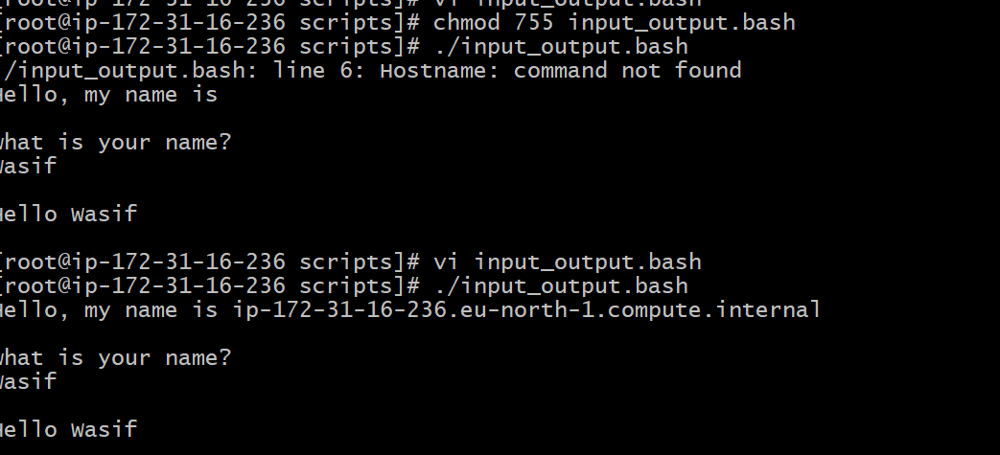 [root@ip-172-31-16-236 scripts]# vi input_output.bash
[root@ip-172-31-16-236 scripts]# chmod 755 input_output.bash
[root@ip-172-31-16-236 scripts]# ./input_output.bash
./input_output.bash: line 6: Hostname: command not found
Hello, my name is
what is your name?
Wasif
Hello Wasif
[root@ip-172-31-16-236 scripts]# vi input_output.bash
[root@ip-172-31-16-236 scripts]# ./input_output.bash
Hello, my name is ip-172-31-16-236.eu-north-1.compute.internal
what is your name?
Wasif
Hello Wasif